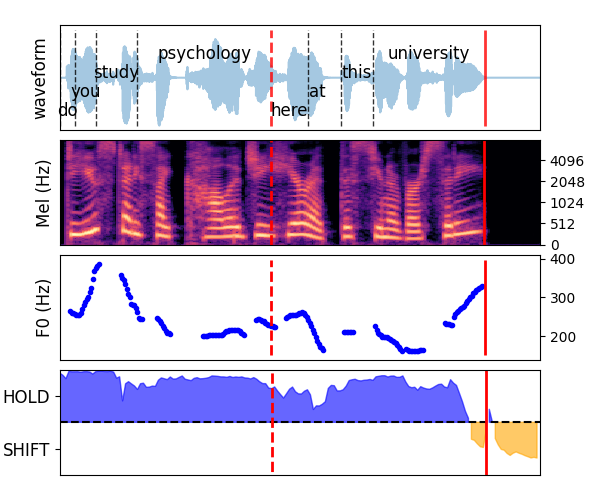 waveform
do
you
study
psychology
here
at
this
university
Mel (Hz)
4096
2048
1024
512
0
F0 (Hz)
400
300
200
HOLD
SHIFT